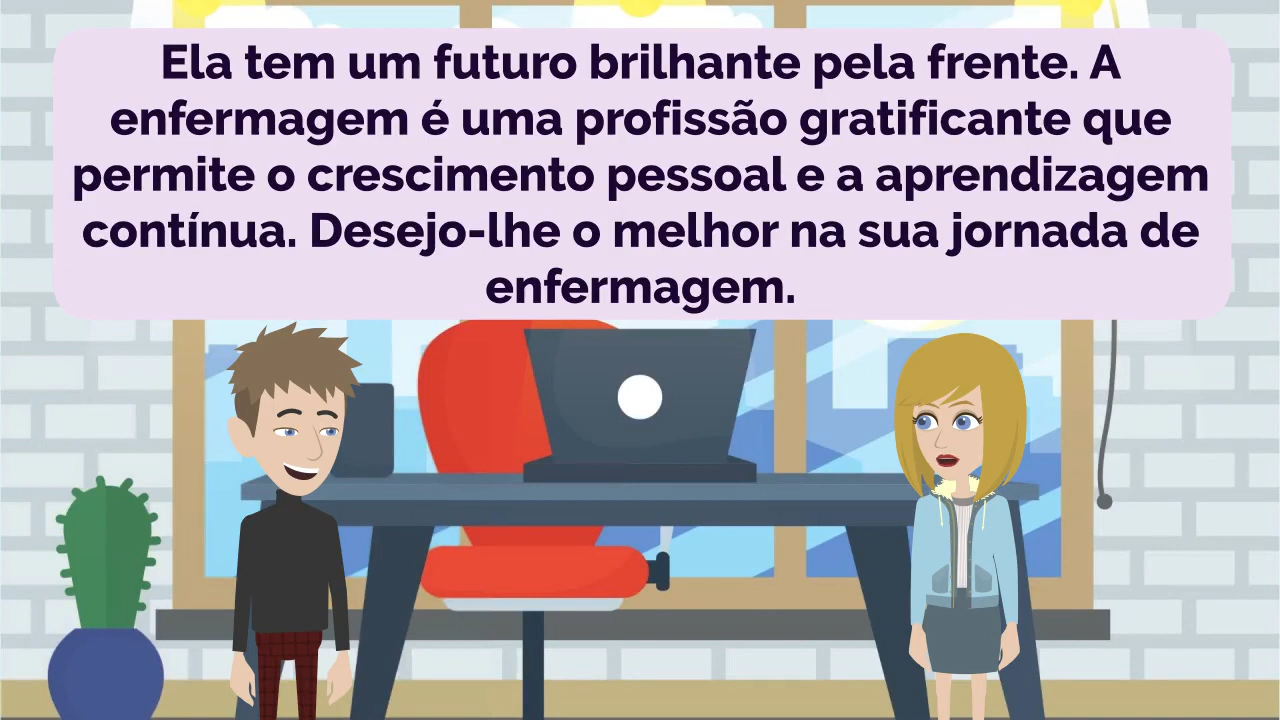 Ela tem um futuro brilhante pela frente. A
enfermagem é uma profissão gratificante que
permite o crescimento pessoal e a aprendizagem
contínua. Desejo-lhe o melhor na sua jornada de
enfermagem.